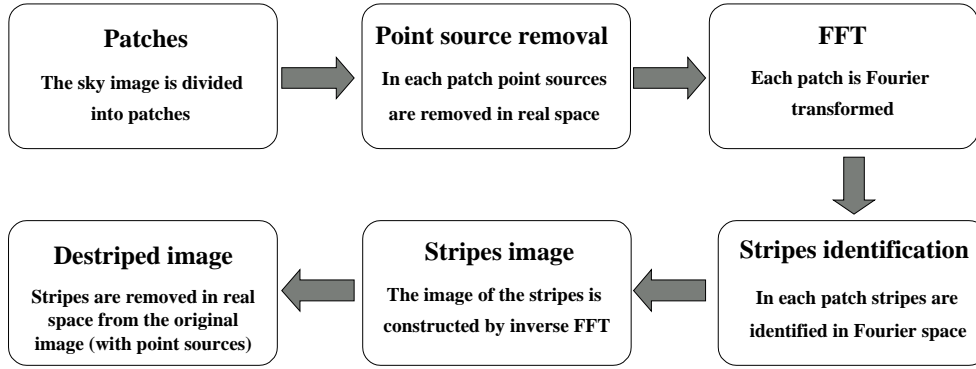 Patches
The sky image is divided
into patches
Point source removal
In each patch point sources
are removed in real space
FFT
Each patch is Fourier
transformed
Stripes identification
In each patch stripes are
identified in Fourier space
Stripes image
The image of the stripes is
constructed by inverse FFT
Destriped image
Stripes are removed in real
space from the original
image (with point sources)